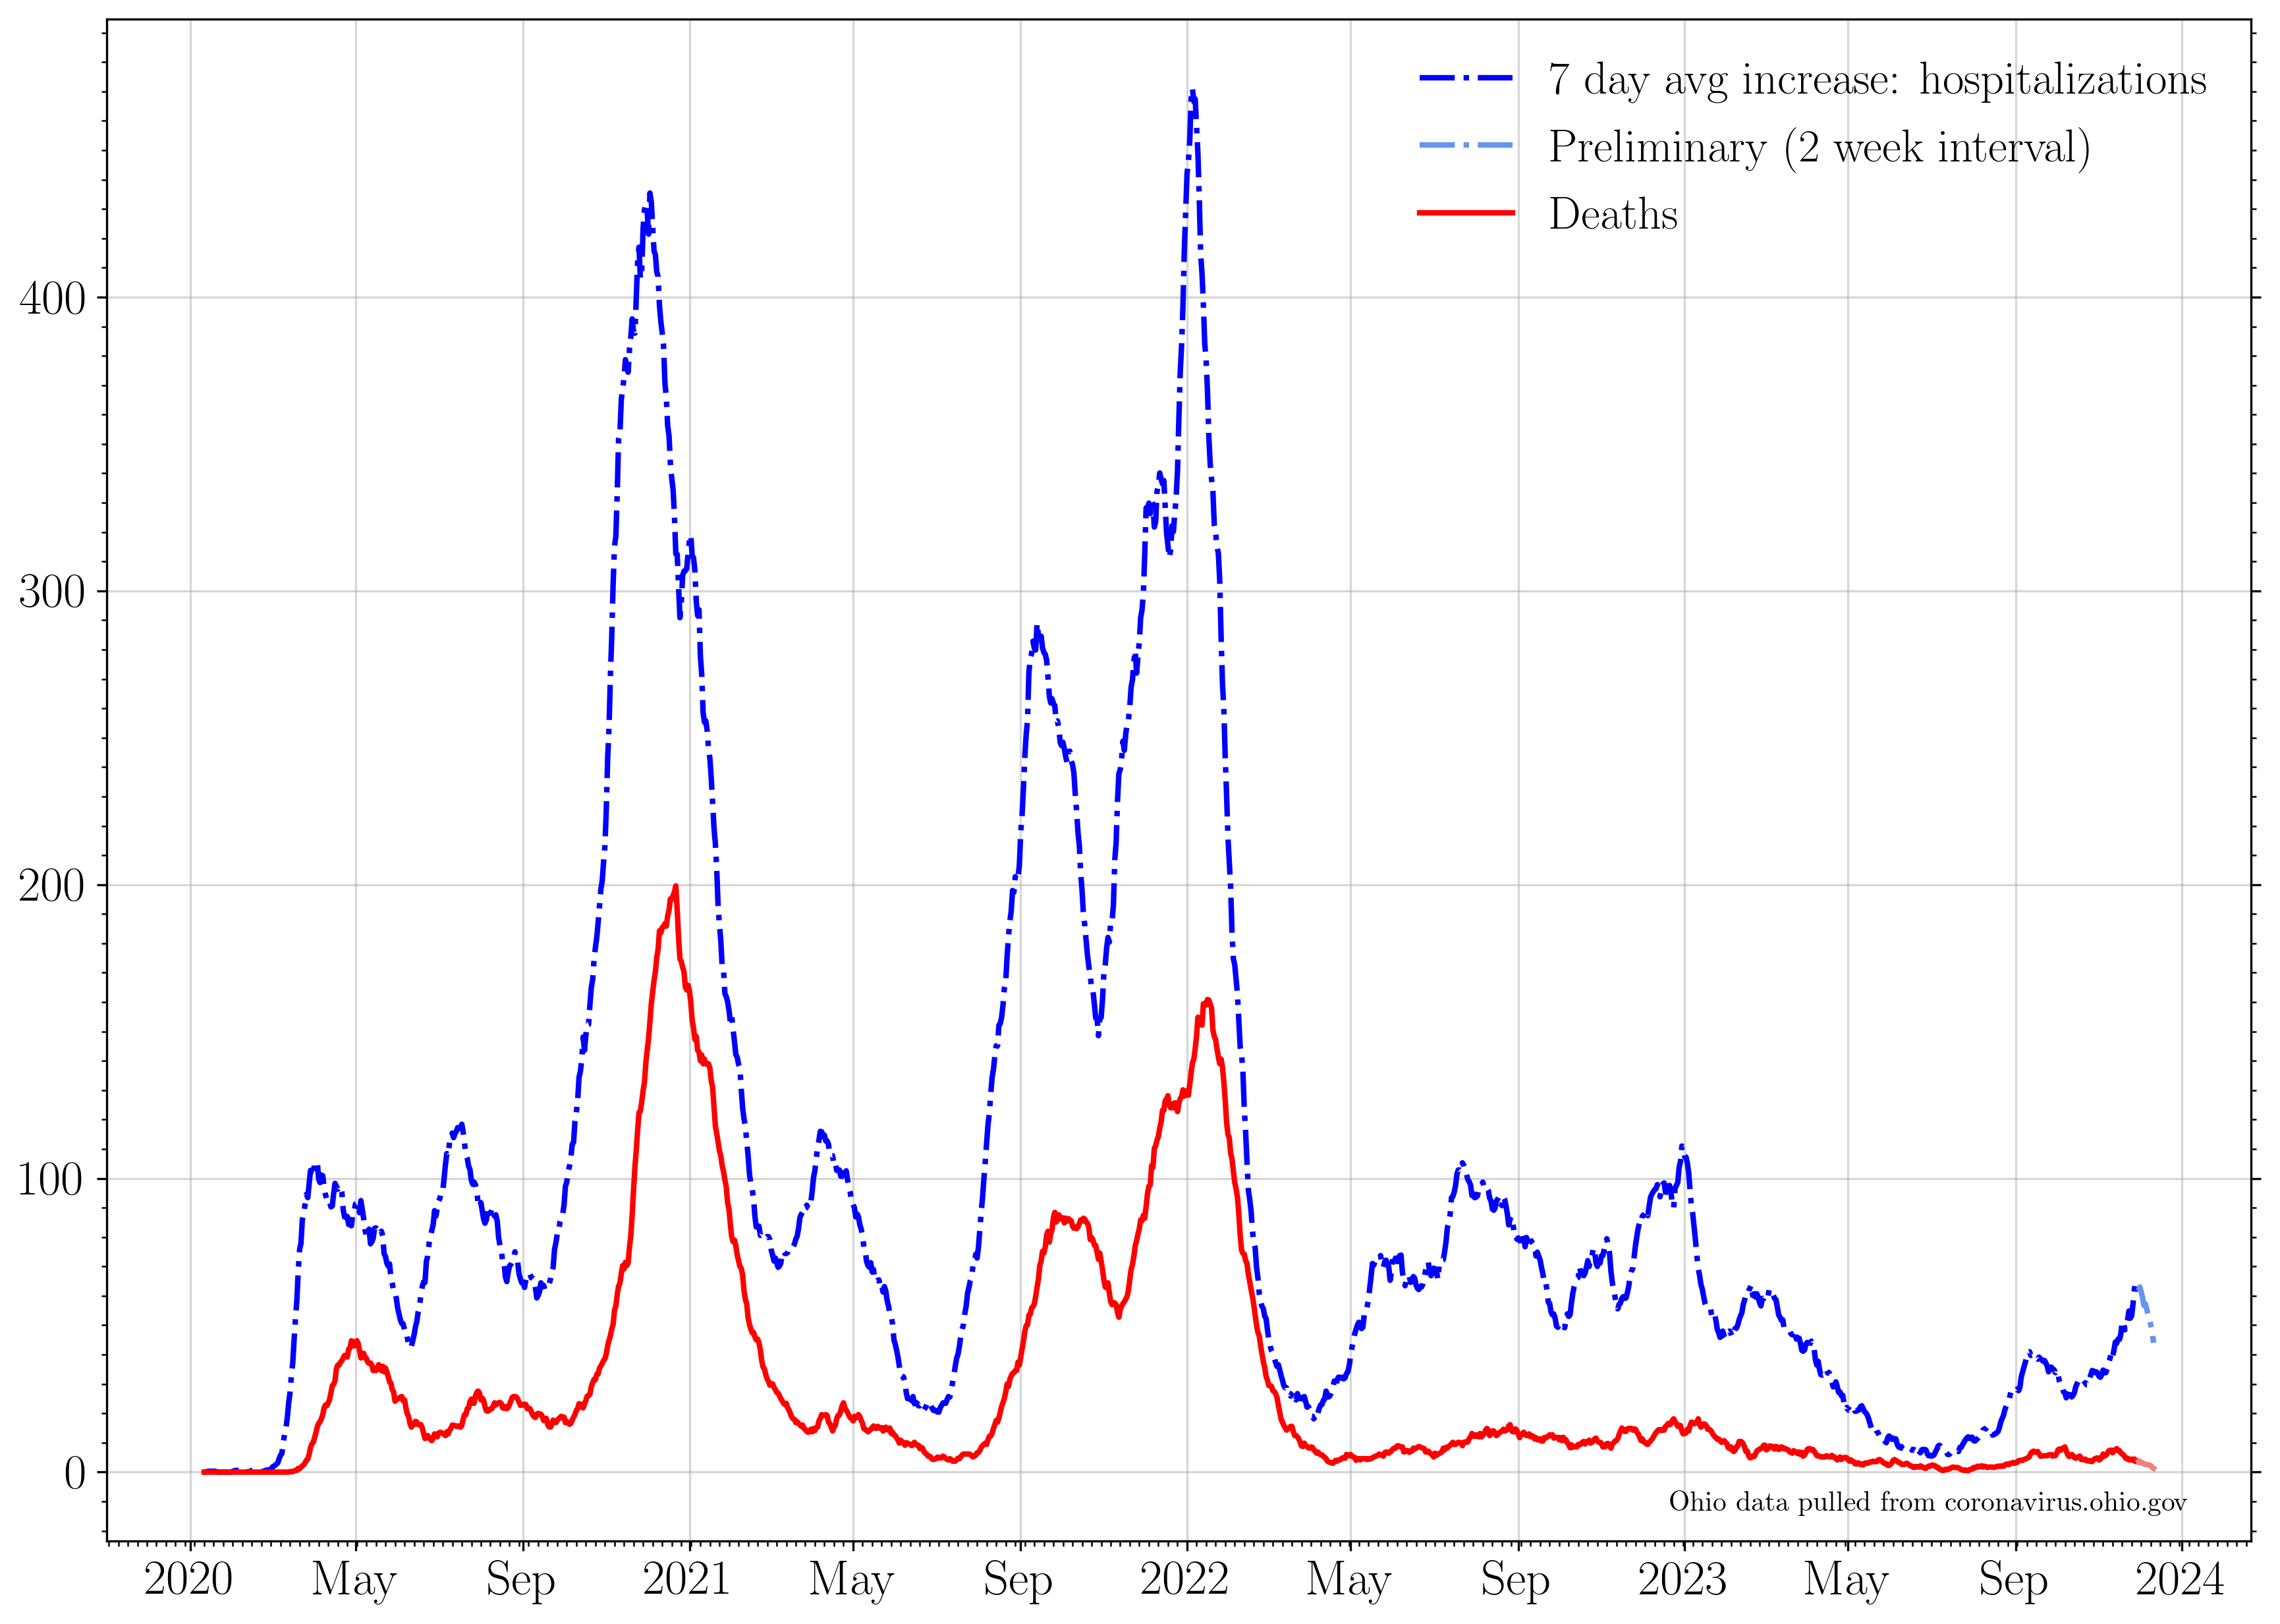 7 day avg increase: hospitalizations
Preliminary (2 week interval)
Deaths
400
300
200
100
0
Ohio data pulled from coronavirus.ohio.gov
2020 May Sep 2021 May Sep 2022 May Sep 2023 May Sep 2024